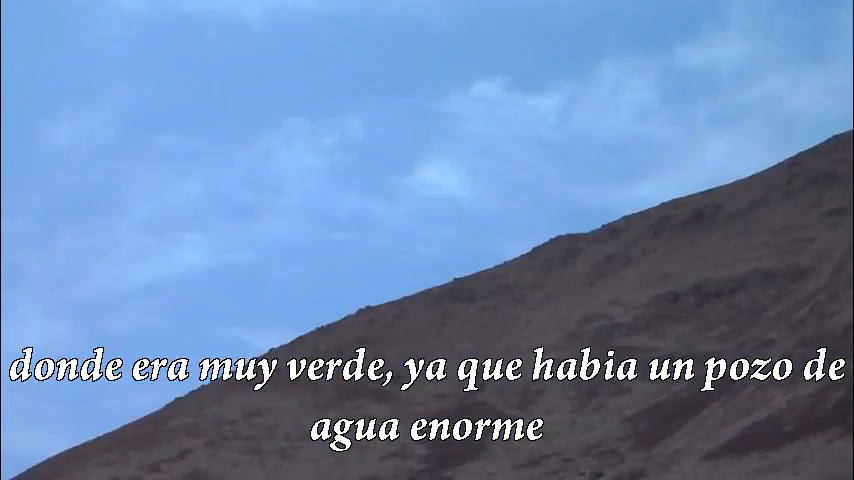 donde era muy verde, ya que habia un pozo de
agua enorme